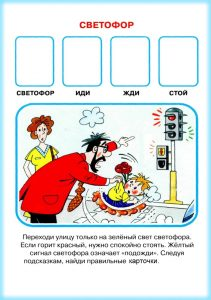 СВЕТОФОР
СВЕТОФОР ИДИ ЖДИ СТОЙ
Переходи улицу только на зелёный свет светофора.
Если горит красный, нужно спокойно стоять. Жёлтый
сигнал светофора означает «подожди». Следуя
подсказкам, найди правильные карточки.